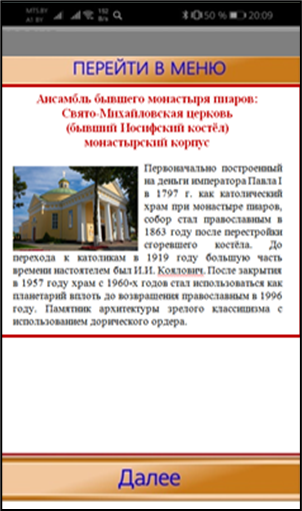 MTS.BY
A1 BY
192
B/s
50 %
20:09
ПЕРЕЙТИ В МЕНЮ
Ансамбль бывшего монастыря пиаров:
Свято-Михайловская церковь
(бывший Иосифский костёл)
монастырский корпус
Первоначально построенный
на деньги императора Павла I
в 1797 г. как католический
храм при монастыре пиаров,
собор стал православным в
1863 году после перестройки
сгоревшего костёла. До
перехода к католикам в 1919 году большую часть
времени настоятелем был И.И. Коялович. После закрытия
в 1957 году храм с 1960-х годов стал использоваться как
планетарий вплоть до возвращения православным в 1996
году. Памятник архитектуры зрелого классицизма с
использованием дорического ордера.
Далее